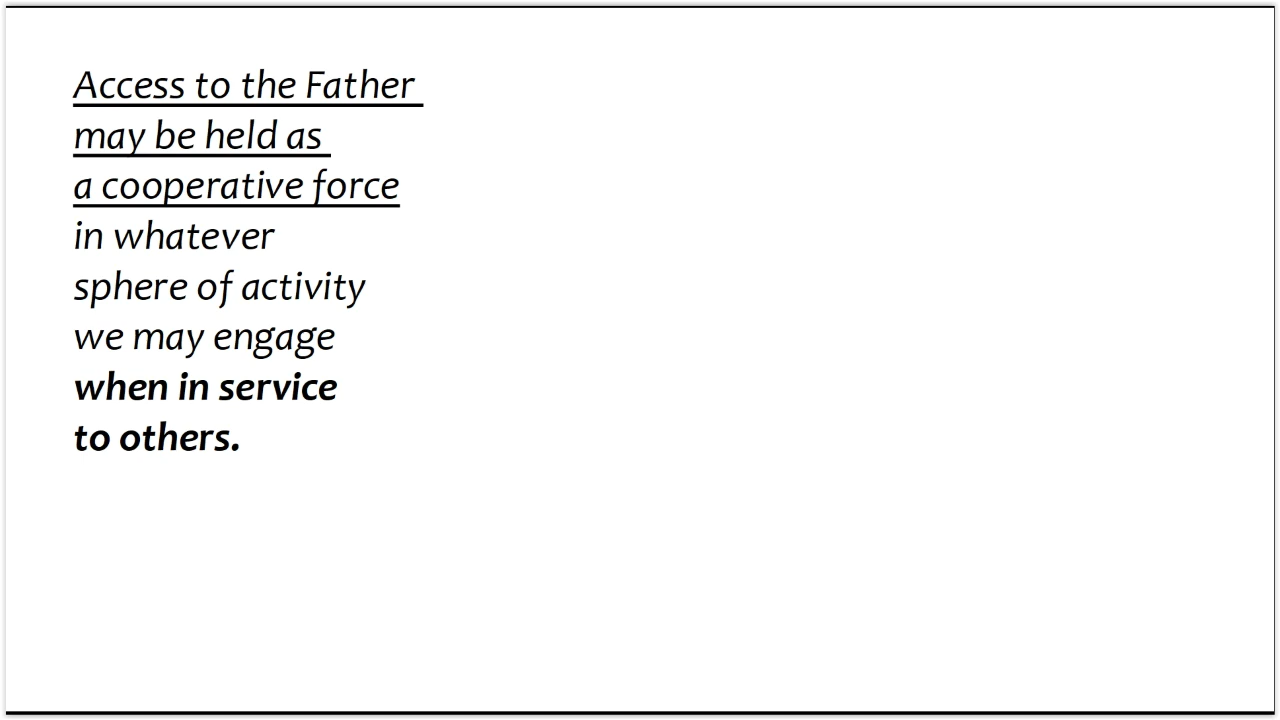 Access to the Father
may be held as
a cooperative force
in whatever
sphere of activity
we may engage
when in service
to others.